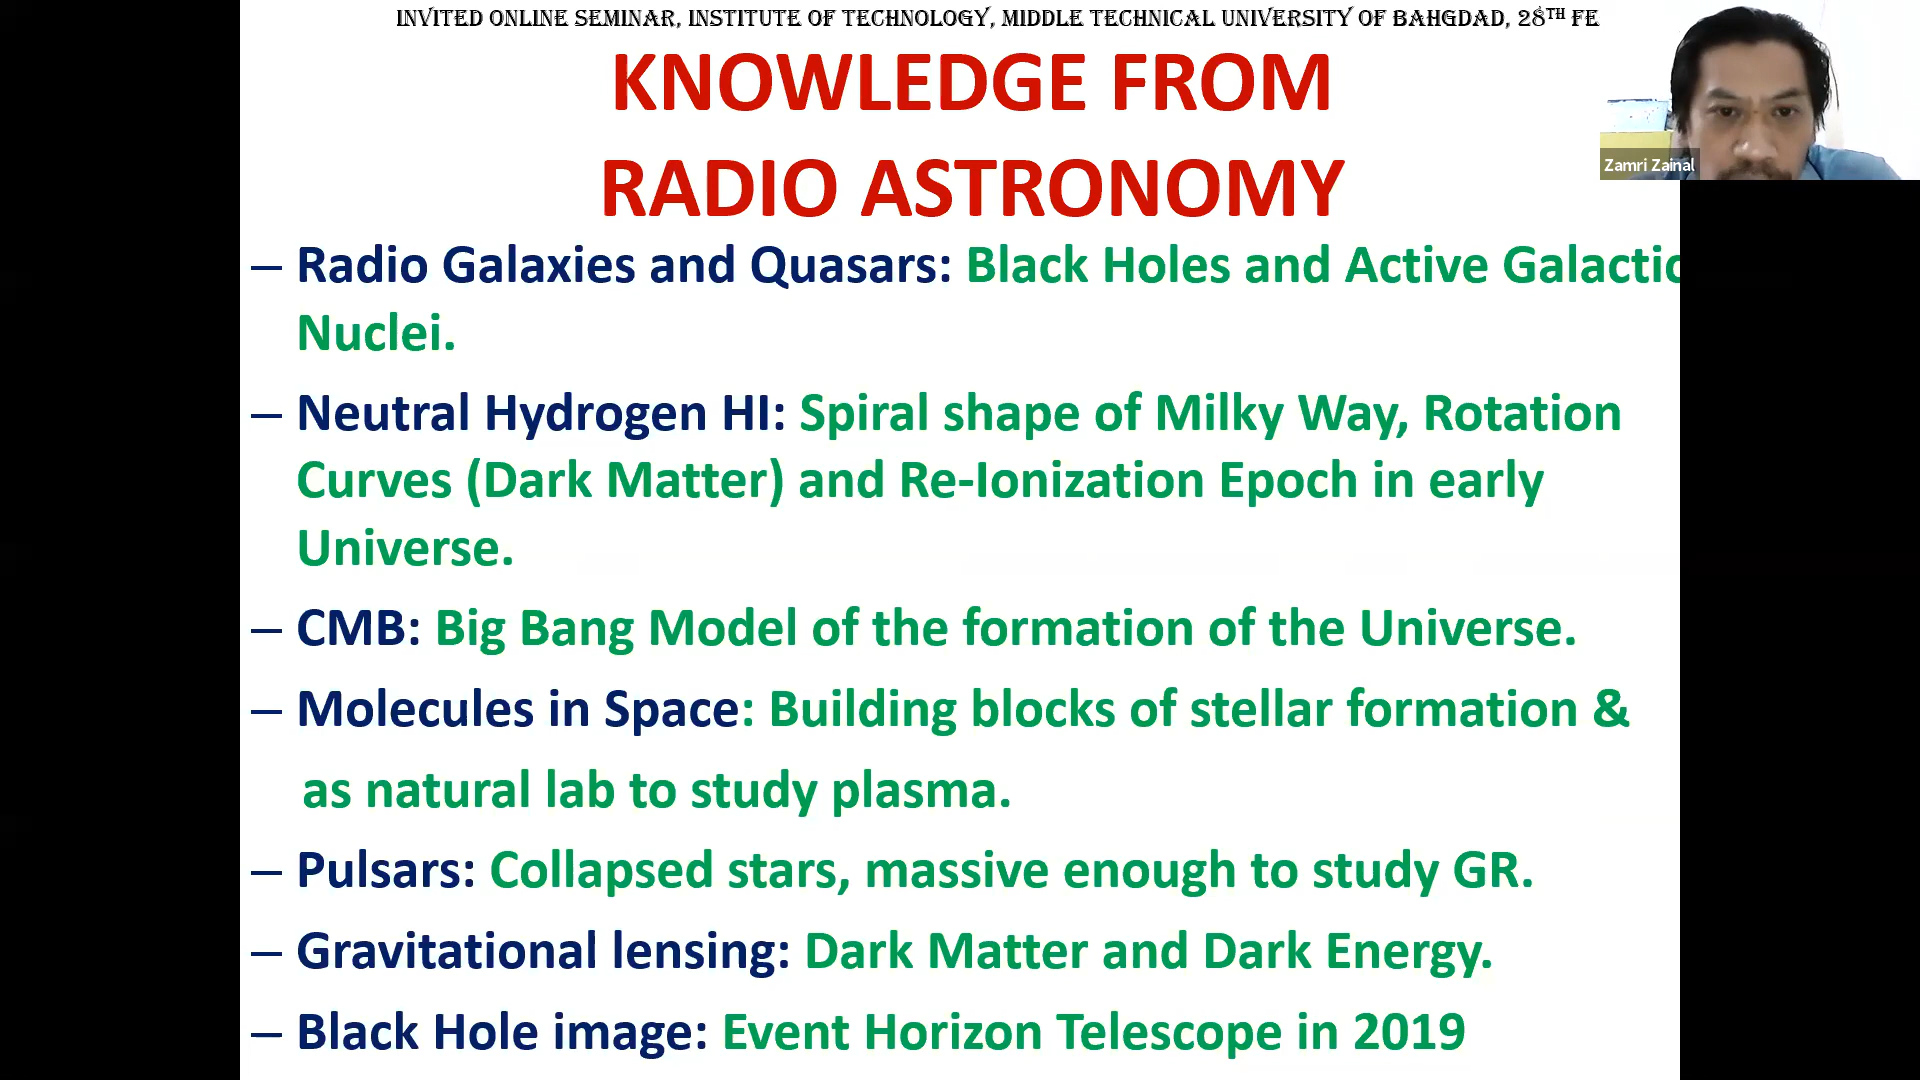 INVITED ONLINE SEMINAR, INSTITUTE OF TECHNOLOGY, MIDDLE TECHNICAL UNIVERSITY OF BAHGDAD, 28TH FE
KNOWLEDGE FROM
RADIO ASTRONOMY
Zamri Zainal
– Radio Galaxies and Quasars: Black Holes and Active Galactic
Nuclei.
– Neutral Hydrogen HI: Spiral shape of Milky Way, Rotation
Curves (Dark Matter) and Re-Ionization Epoch in early
Universe.
– CMB: Big Bang Model of the formation of the Universe.
– Molecules in Space: Building blocks of stellar formation &
as natural lab to study plasma.
– Pulsars: Collapsed stars, massive enough to study GR.
– Gravitational lensing: Dark Matter and Dark Energy.
– Black Hole image: Event Horizon Telescope in 2019